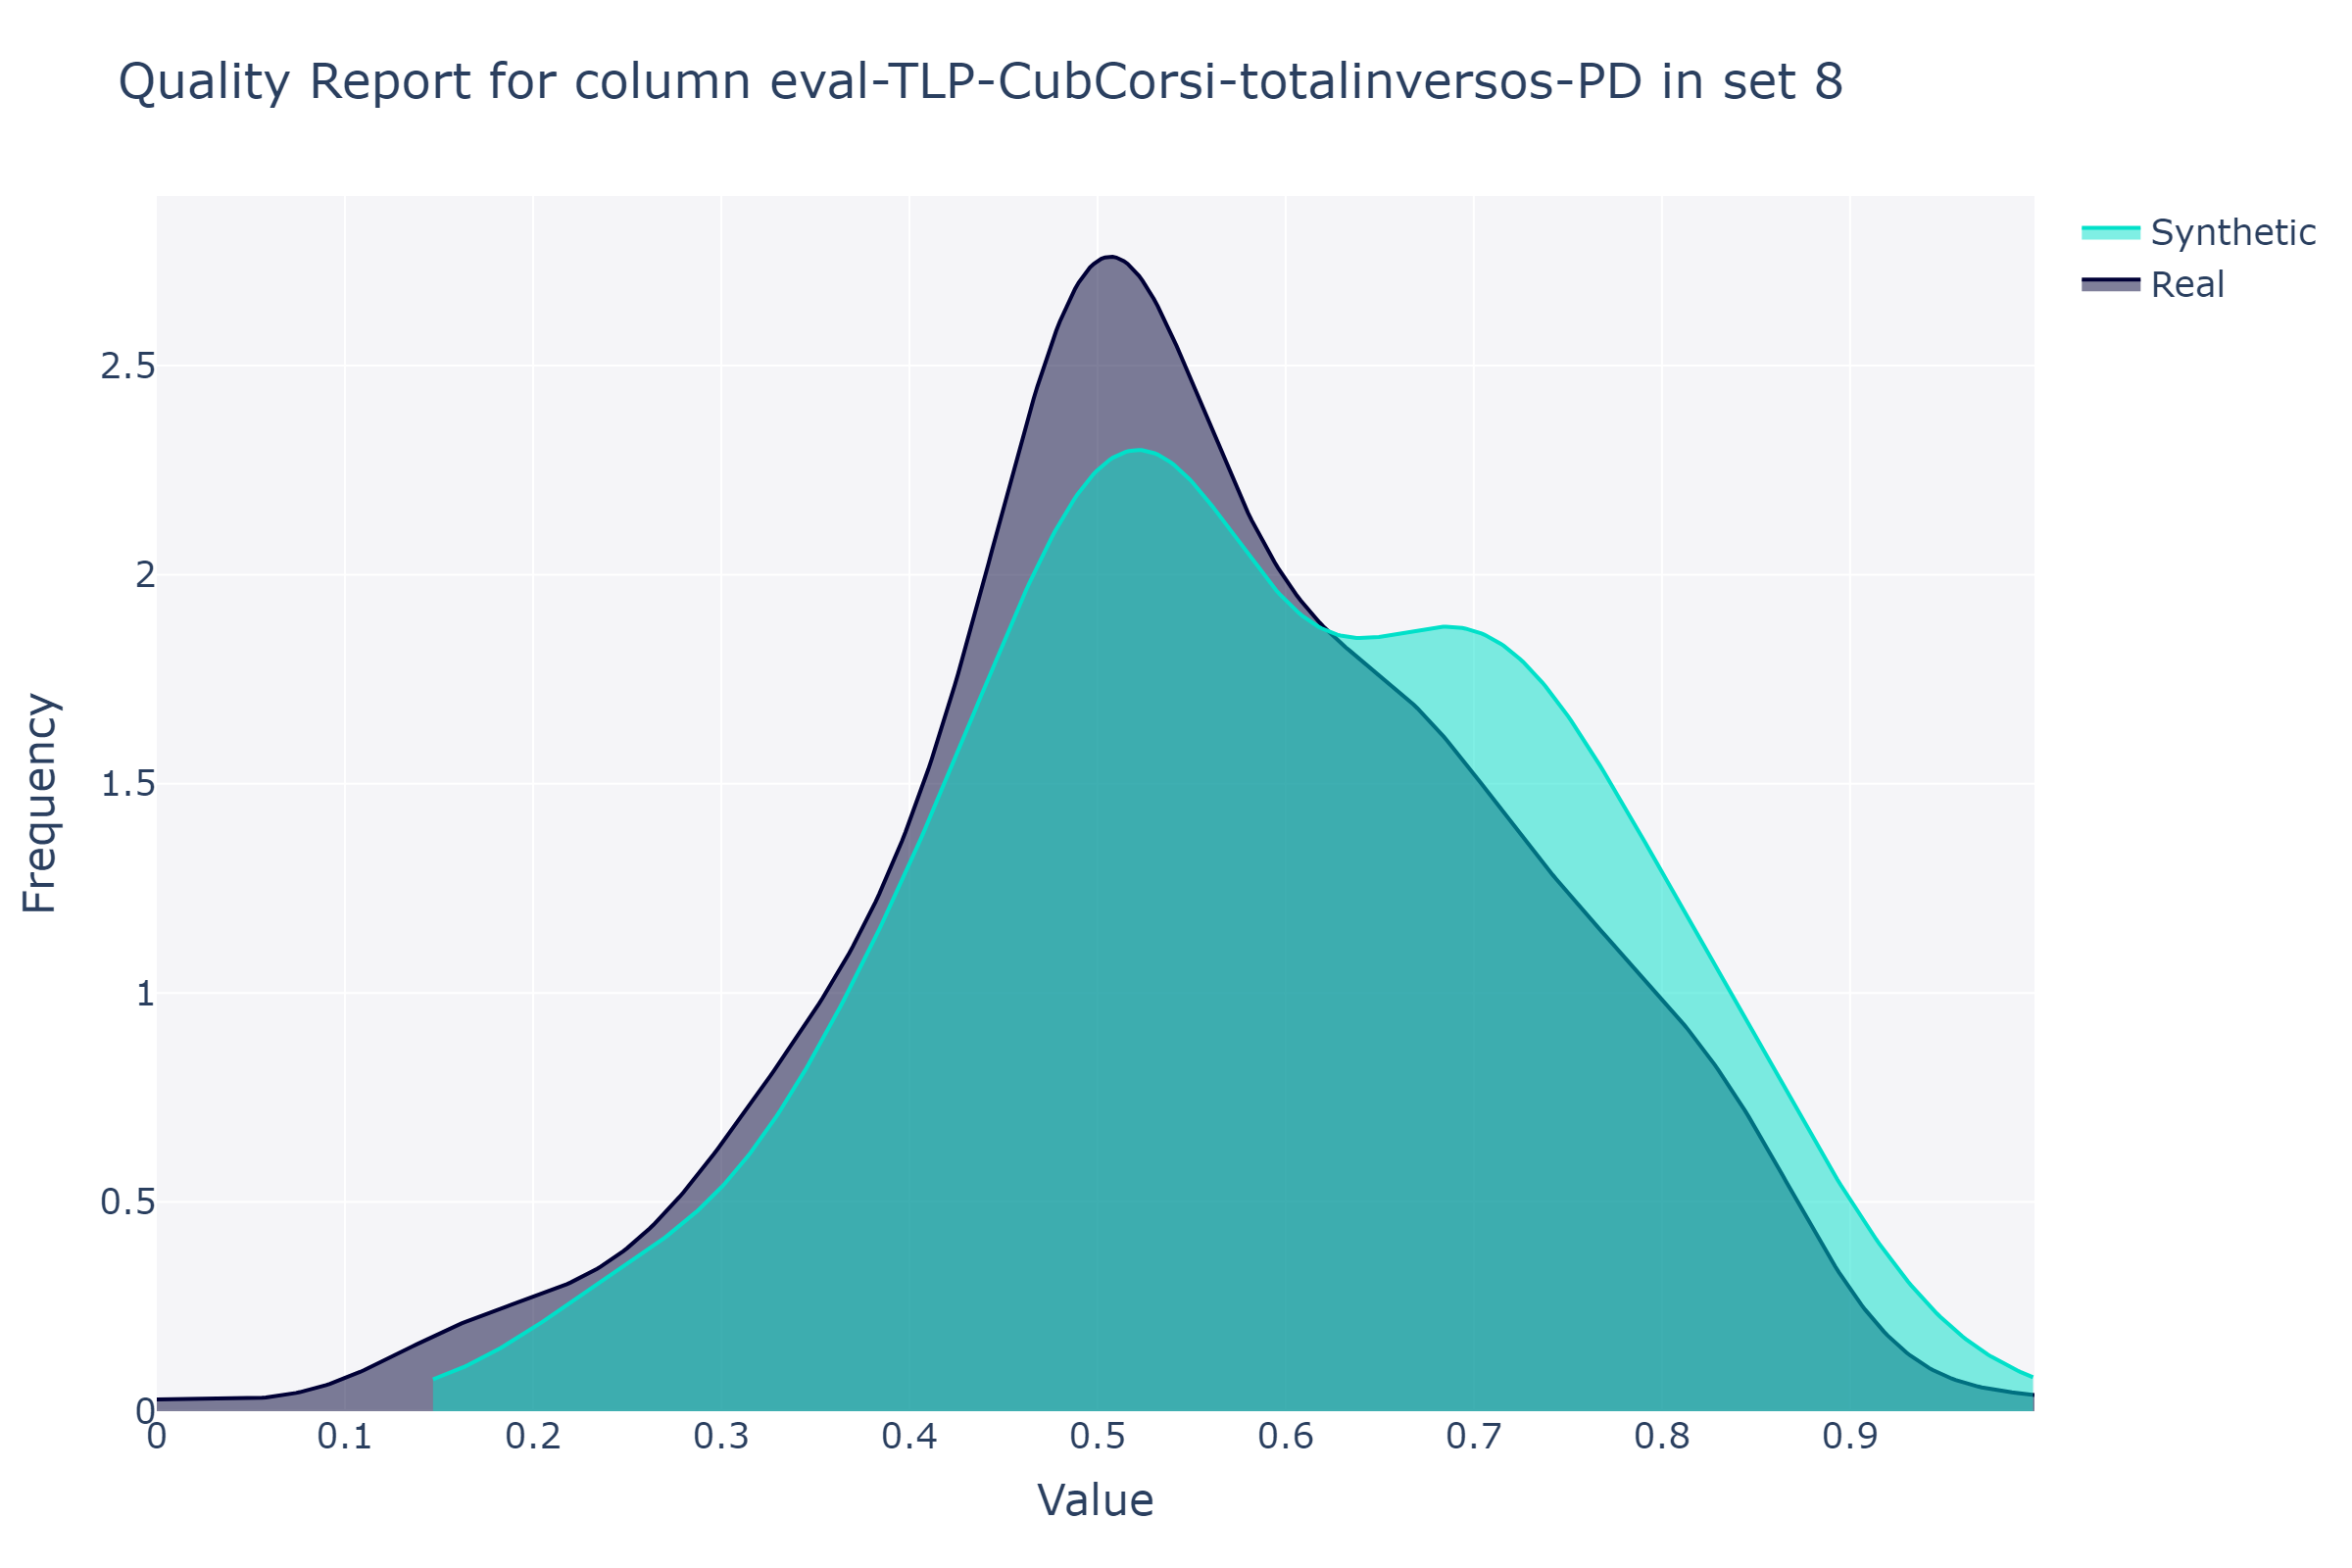 Quality Report for column eval-TLP-CubCorsi-totalinversos-PD in set 8
Synthetic
Real
2.5
2
1.5
1
0.5
0
Frequency
0 0.1 0.2 0.3 0.4 0.5 0.6 0.7 0.8 0.9
Value